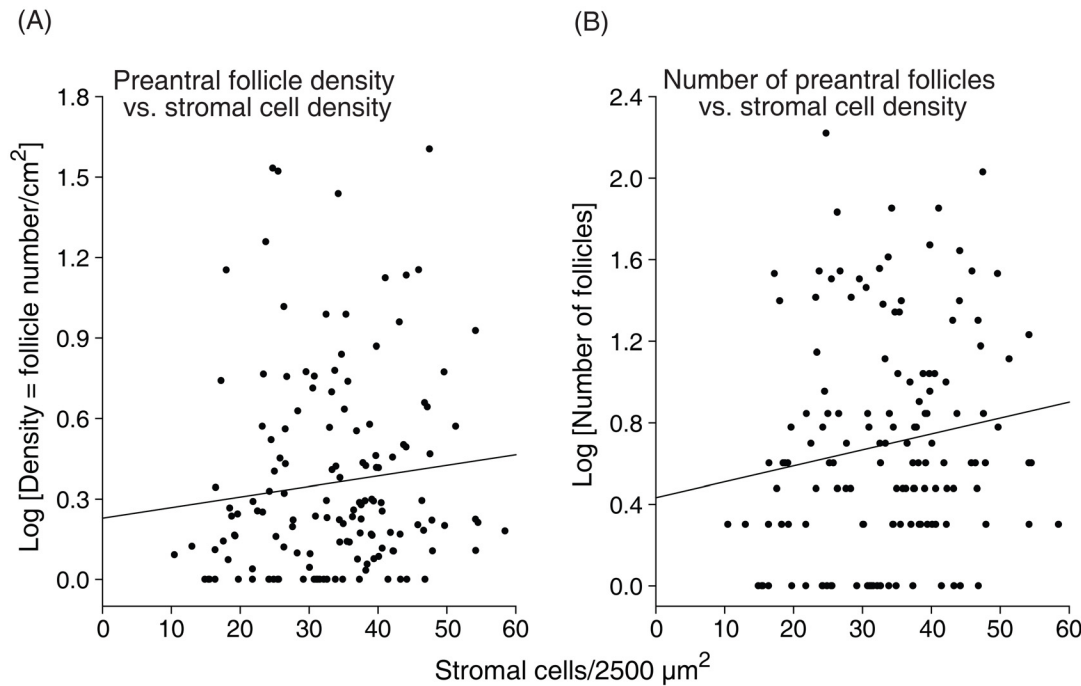 (A)
Preantral follicle density
vs. stromal cell density
Log [Density = follicle number/cm²]
1.8
1.5
1.2
0.9
0.6
0.3
0.0
0 10 20 30 40 50 60
(B)
Number of preantral follicles
vs. stromal cell density
Log [Number of follicles]
2.4
2.0
1.6
1.2
0.8
0.4
0.0
0 10 20 30 40 50 60
Stromal cells/2500 µm²